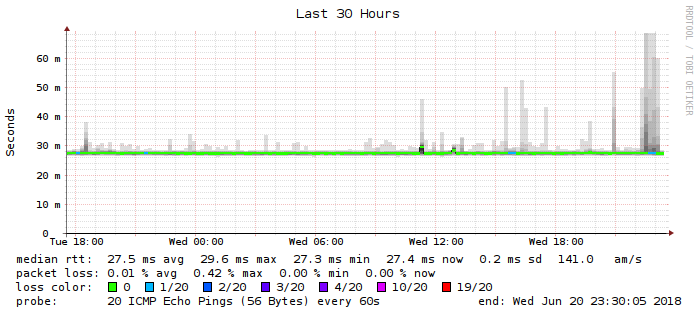 Last 30 Hours
RRDTOOL / TOBI OETIKER
Seconds
60 m
50 m
40 m
30 m
20 m
10 m
0
Tue 18:00 Wed 00:00 Wed 06:00 Wed 12:00 Wed 18:00
median rtt: 27.5 ms avg 29.6 ms max 27.3 ms min 27.4 ms now 0.2 ms sd 141.0 am/s
packet loss: 0.01 % avg 0.42 % max 0.00 % min 0.00 % now
loss color: 0 1/20 2/20 3/20 4/20 10/20 19/20
probe: 20 ICMP Echo Pings (56 Bytes) every 60s end: Wed Jun 20 23:30:05 2018